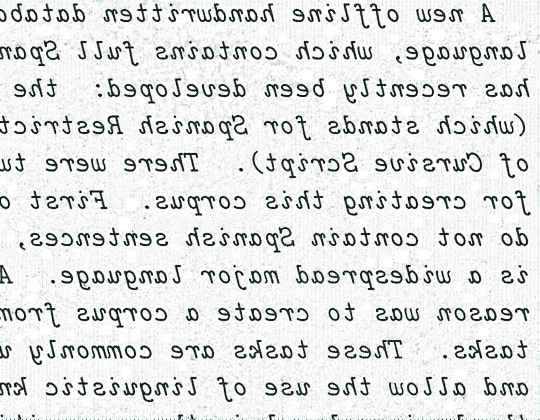 A new offline handwritten databa
language, which contains full Span
has recently been developed: the
(which stands for Spanish Restrict
of Cursive Script). There were tw
for creating this corpus. First o
do not contain Spanish sentences,
is a widespread major language. A
reason was to create a corpus from
tasks. These tasks are commonly u
and allow the use of linguistic kn